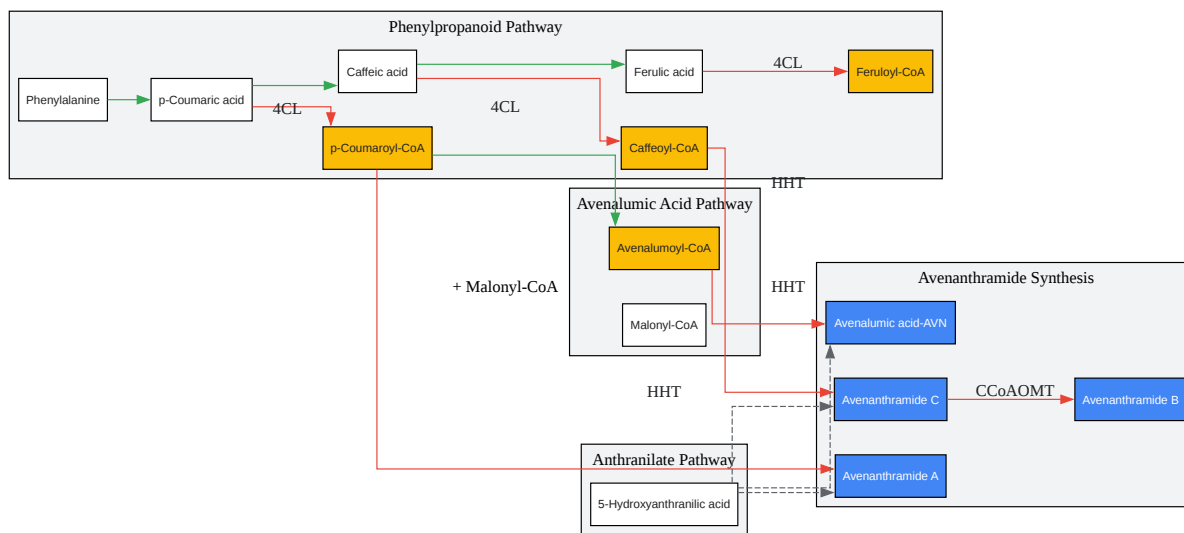 Phenylpropanoid Pathway
Phenylalanine
p-Coumaric acid
Caffeic acid
Ferulic acid
4CL
Feruloyl-CoA
4CL
4CL
p-Coumaroyl-CoA
Caffeoyl-CoA
HHT
Avenalumic Acid Pathway
Avenalumoyl-CoA
+ Malonyl-CoA
HHT
Malonyl-CoA
Avenanthramide Synthesis
Avenalumic acid-AVN
HHT
Avenanthramide C
CCoAOMT
Avenanthramide B
Anthranilate Pathway
Avenanthramide A
5-Hydroxyanthranilic acid